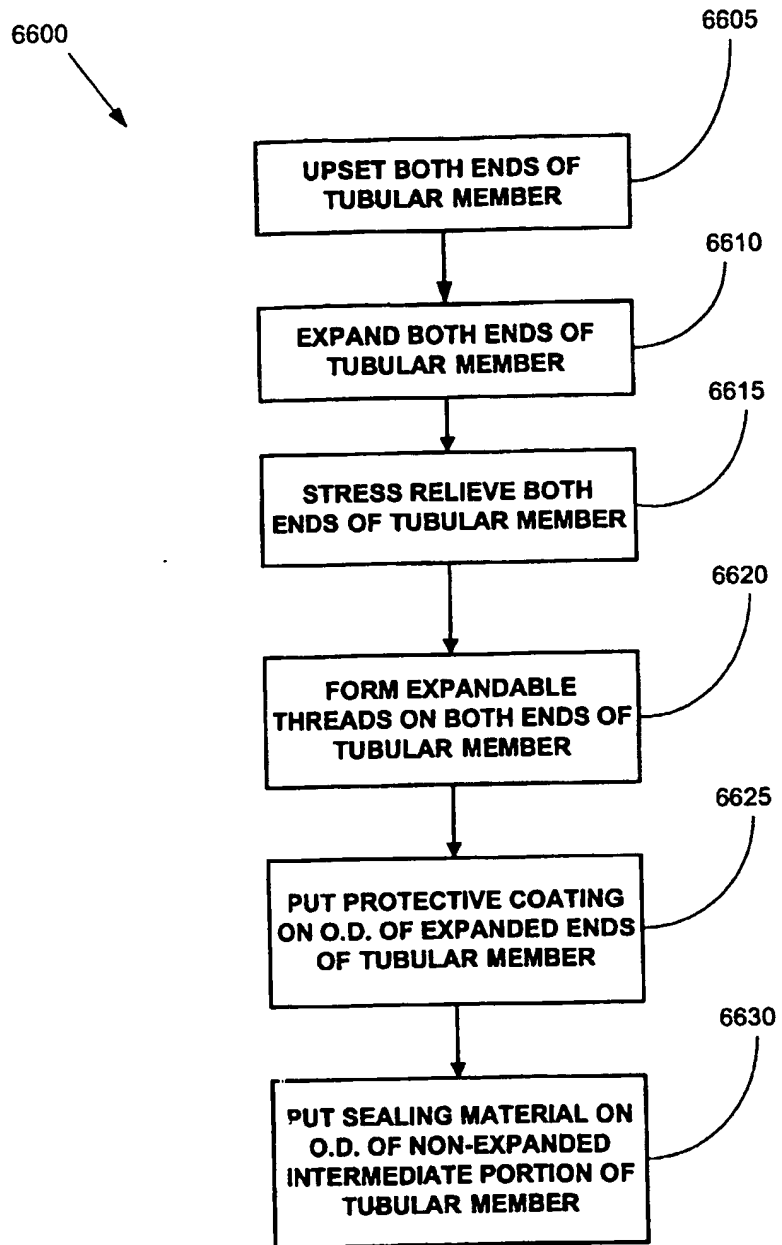 6600
6605
UPSET BOTH ENDS OF
TUBULAR MEMBER
6610
EXPAND BOTH ENDS OF
TUBULAR MEMBER
6615
STRESS RELIEVE BOTH
ENDS OF TUBULAR MEMBER
6620
FORM EXPANDABLE
THREADS ON BOTH ENDS OF
TUBULAR MEMBER
6625
PUT PROTECTIVE COATING
ON O.D. OF EXPANDED ENDS
OF TUBULAR MEMBER
6630
PUT SEALING MATERIAL ON
O.D. OF NON-EXPANDED
INTERMEDIATE PORTION OF
TUBULAR MEMBER